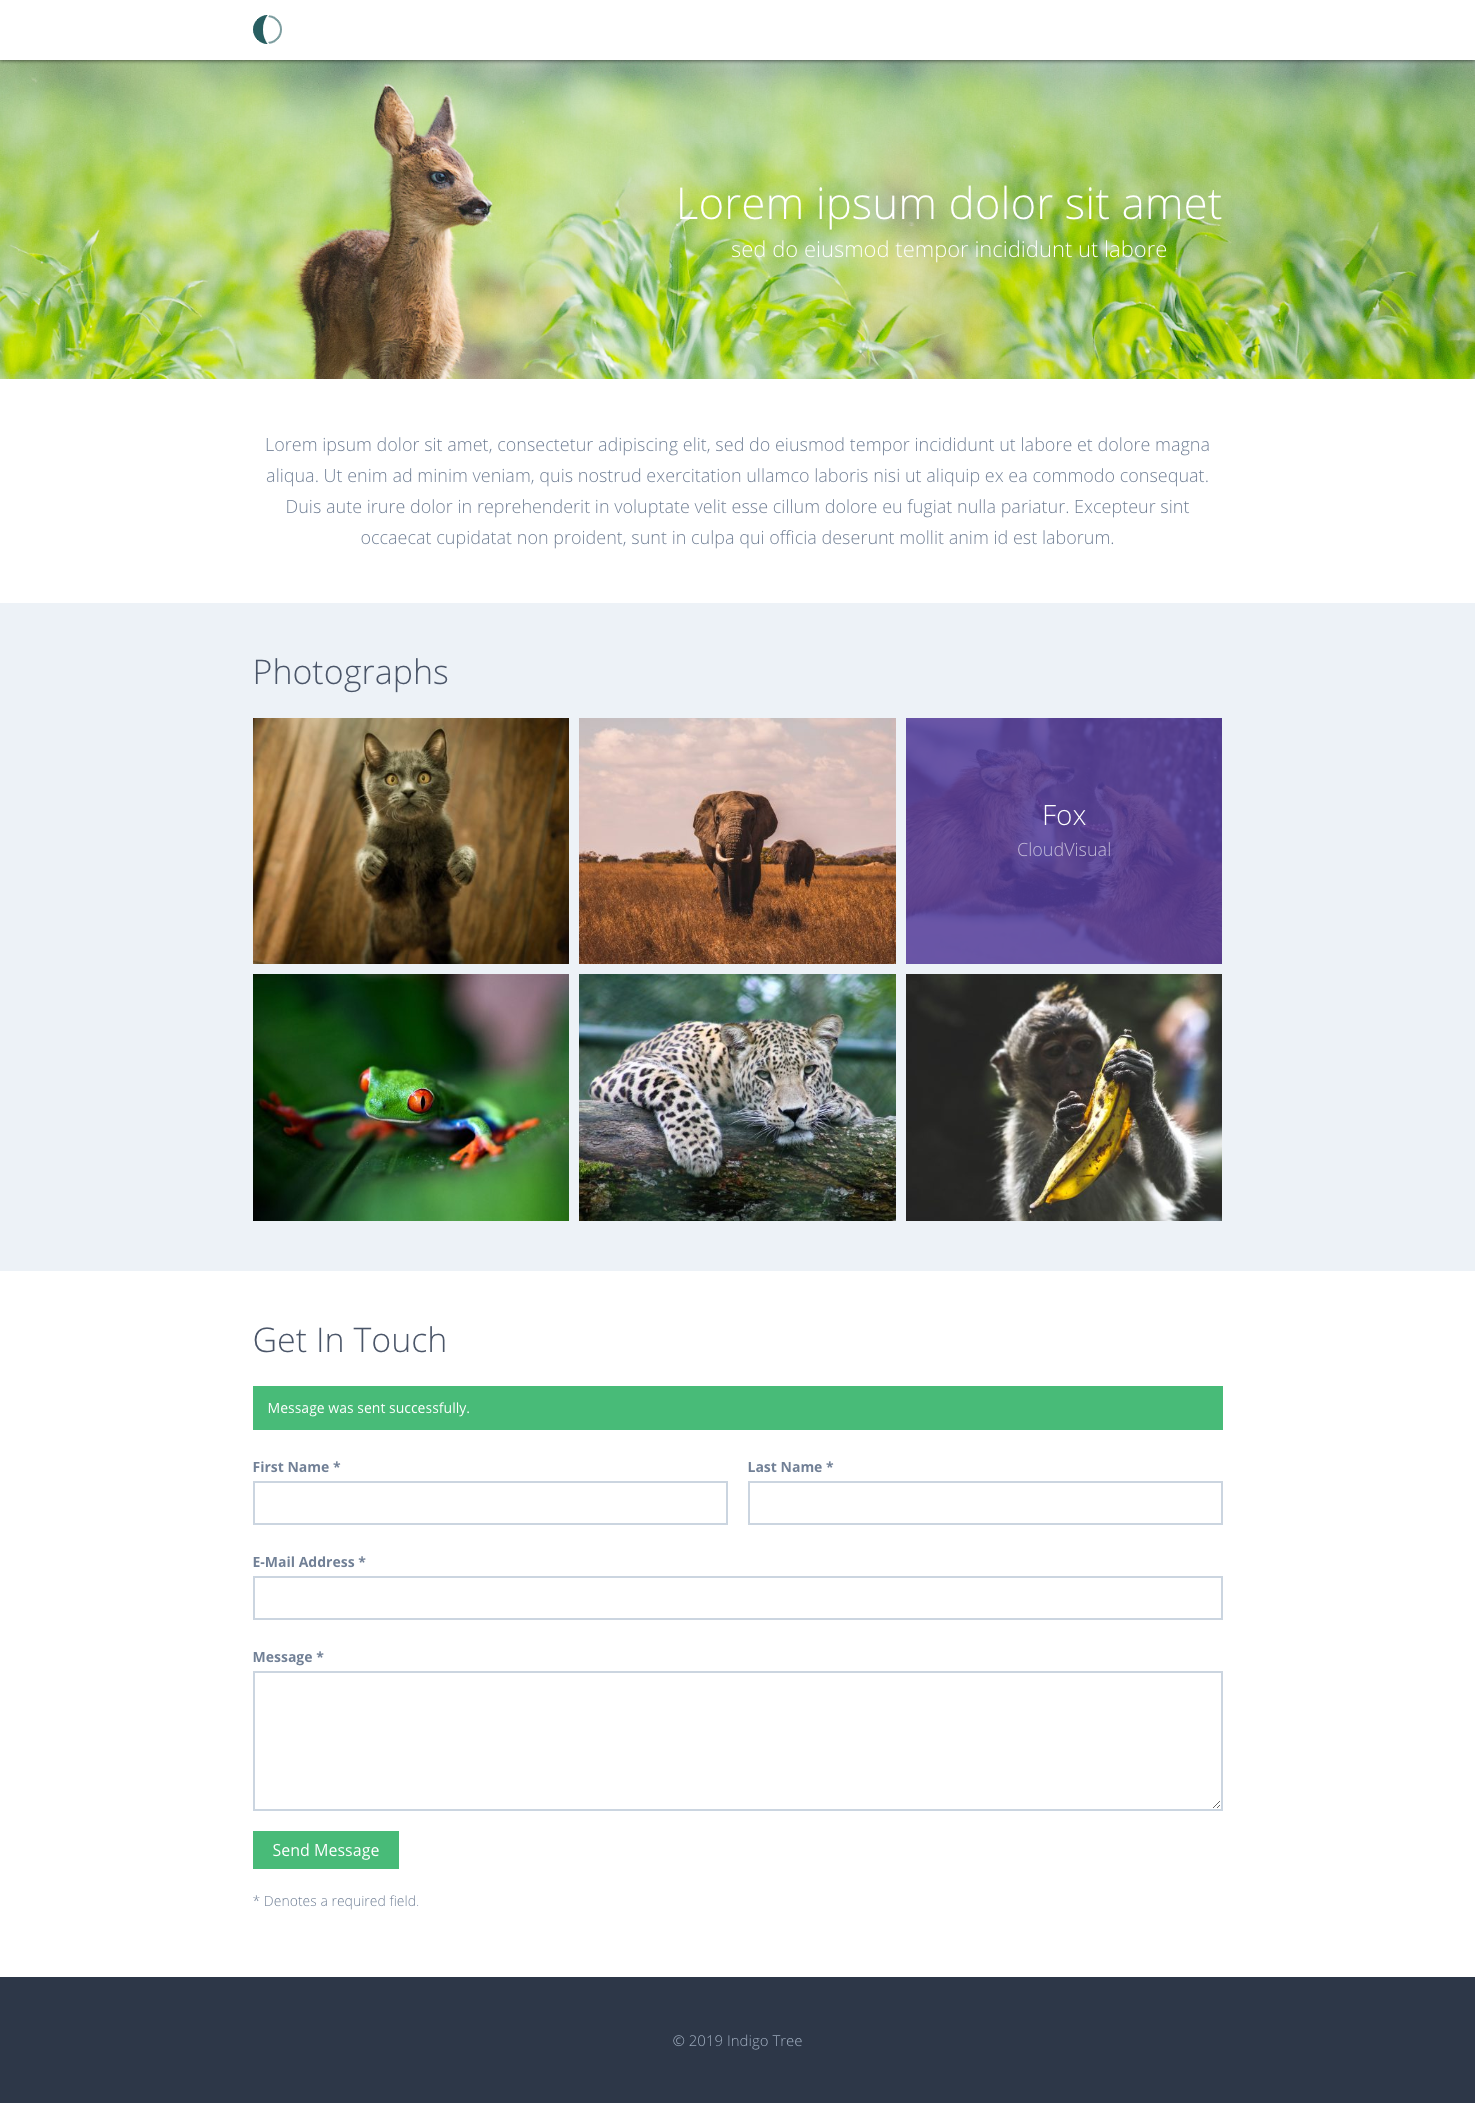 Lorem ipsum dolor sit amet
sed do eiusmod tempor incididunt ut labore
Lorem ipsum dolor sit amet, consectetur adipiscing elit, sed do eiusmod tempor incididunt ut labore et dolore magna
aliqua. Ut enim ad minim veniam, quis nostrud exercitation ullamco laboris nisi ut aliquip ex ea commodo consequat.
Duis aute irure dolor in reprehenderit in voluptate velit esse cillum dolore eu fugiat nulla pariatur. Excepteur sint
occaecat cupidatat non proident, sunt in culpa qui officia deserunt mollit anim id est laborum.
Photographs
Fox
CloudVisual
Get In Touch
Message was sent successfully.
First Name *
Last Name *
E-Mail Address *
Message *
Send Message
* Denotes a required field.
© 2019 Indigo Tree